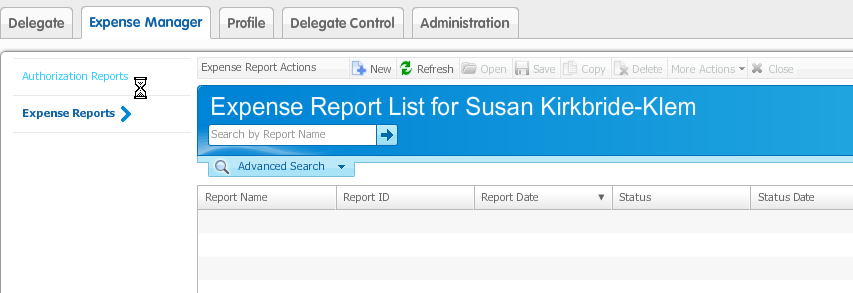 Delegate Expense Manager Profile Delegate Control Administration
Authorization Reports
Expense Reports
Expense Report Actions New Refresh Open Save Copy Delete More Actions Close
Expense Report List for Susan Kirkbride-Klem
Search by Report Name
Advanced Search
Report Name Report ID Report Date Status Status Date